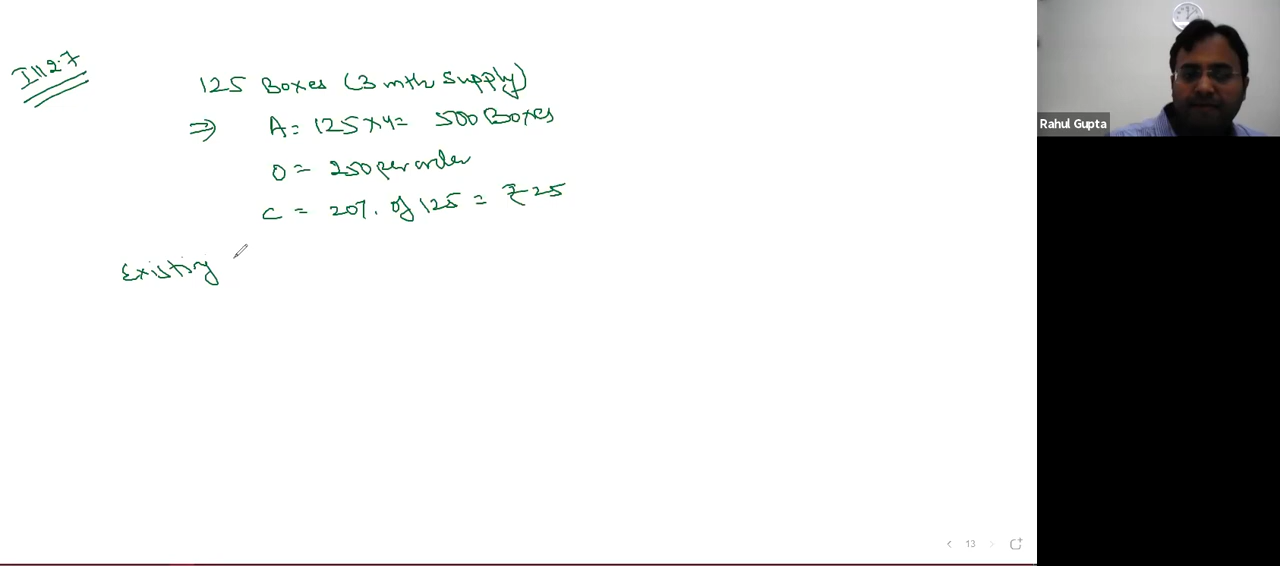 Ill 2.7
125 Boxes (3 mth supply)
⇒ A = 125×4 = 500 Boxes
O = 250 per order
C = 20%. of 125 = ₹25
Existing
Rahul Gupta
13